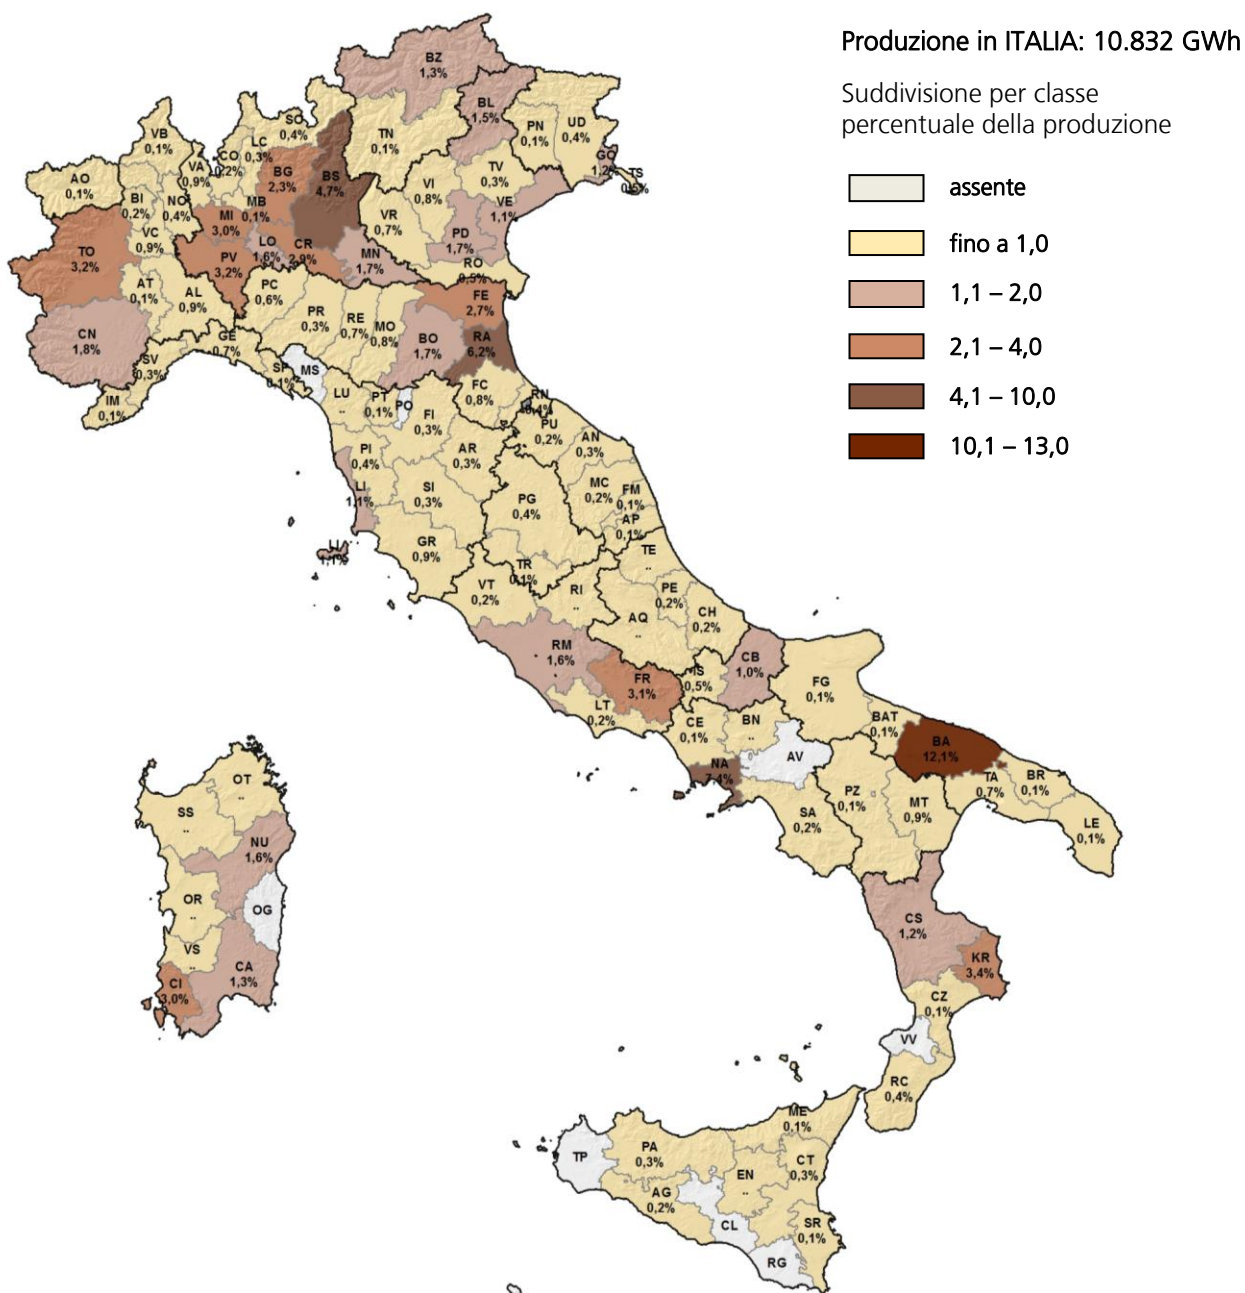 Produzione in ITALIA: 10.832 GWh
Suddivisione per classe
percentuale della produzione
assente
fino a 1,0
1,1 – 2,0
2,1 – 4,0
4,1 – 10,0
10,1 – 13,0
BZ
1,3%
BL
1,5%
PN
0,1%
UD
0,4%
GO
1,2%
TS
TN
0,1%
SO
0,4%
VB
0,1%
LC
0,3%
CO
0,2%
VA
0,9%
AO
0,1%
BI
0,2%
NO
0,4%
MB
0,1%
BG
2,3%
BS
4,7%
VI
0,8%
TV
0,3%
VE
1,1%
VR
0,7%
PD
1,7%
RO
0,5%
MI
3,0%
VC
0,9%
TO
3,2%
PV
3,2%
LO
1,6%
CR
2,9%
MN
1,7%
AT
0,1%
AL
0,9%
PC
0,6%
PR
0,3%
RE
0,7%
MO
0,8%
FE
2,7%
BO
1,7%
RA
6,2%
CN
1,8%
GE
0,7%
SV
0,3%
IM
0,1%
SP
0,1%
MS
LU
..
PT
0,1%
PO
FI
0,3%
FC
0,8%
RN
PU
0,2%
AN
0,3%
PI
0,4%
AR
0,3%
LI
1,1%
SI
0,3%
PG
0,4%
MC
0,2%
FM
0,1%
AP
0,1%
LI
1,1%
GR
0,9%
TE
..
TR
0,1%
VT
0,2%
RI
..
PE
0,2%
CH
0,2%
AQ
..
RM
1,6%
FR
3,1%
IS
0,5%
CB
1,0%
FG
0,1%
LT
0,2%
CE
0,1%
BN
..
BAT
0,1%
BA
12,1%
AV
NA
7,4%
TA
0,7%
BR
0,1%
PZ
0,1%
MT
0,9%
SA
0,2%
LE
0,1%
OT
..
SS
..
NU
1,6%
OR
..
OG
VS
..
CI
3,0%
CA
1,3%
CS
1,2%
KR
3,4%
CZ
0,1%
VV
RC
0,4%
ME
0,1%
TP
PA
0,3%
CT
0,3%
EN
..
AG
0,2%
CL
SR
0,1%
RG